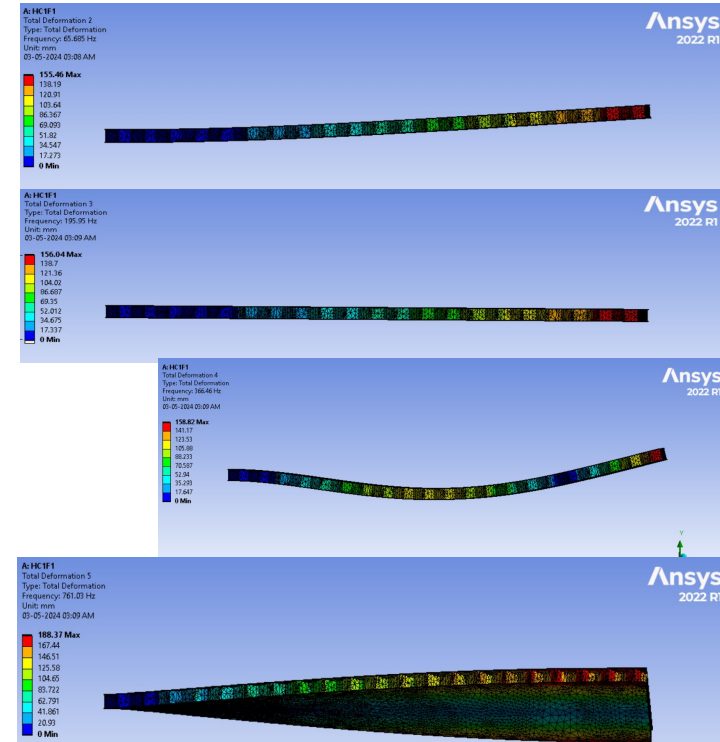 A: HC1F1
Total Deformation 2
Type: Total Deformation
Frequency: 65.685 Hz
Unit: mm
03-05-2024 03:08 AM
155.46 Max
138.19
120.91
103.64
86.367
69.093
51.82
34.547
17.273
0 Min
Ansys
2022 R1
A: HC1F1
Total Deformation 3
Type: Total Deformation
Frequency: 195.95 Hz
Unit: mm
03-05-2024 03:09 AM
156.04 Max
138.7
121.36
104.02
86.687
69.35
52.012
34.675
17.337
0 Min
Ansys
2022 R1
A: HC1F1
Total Deformation 4
Type: Total Deformation
Frequency: 366.46 Hz
Unit: mm
03-05-2024 03:09 AM
158.82 Max
141.17
123.53
105.88
88.233
70.587
52.94
35.293
17.647
0 Min
Ansys
2022 R1
Y
A: HC1F1
Total Deformation 5
Type: Total Deformation
Frequency: 761.03 Hz
Unit: mm
03-05-2024 03:09 AM
188.37 Max
167.44
146.51
125.58
104.65
83.722
62.791
41.861
20.93
0 Min
Ansys
2022 R1